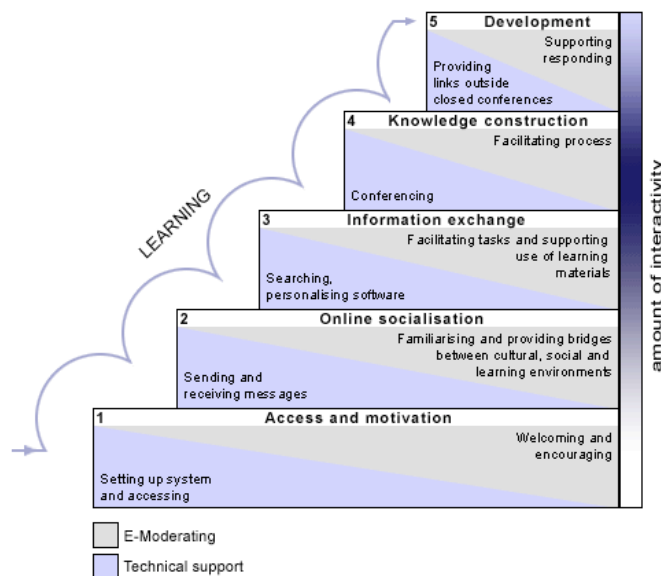 5 Development
Supporting
responding
Providing
links outside
closed conferences
4 Knowledge construction
Facilitating process
Conferencing
3 Information exchange
Facilitating tasks and supporting
use of learning
materials
Searching,
personalising software
2 Online socialisation
Familiarising and providing bridges
between cultural, social and
learning environments
Sending and
receiving messages
1 Access and motivation
Welcoming and
encouraging
Setting up system
and accessing
LEARNING
amount of interactivity
E-Moderating
Technical support